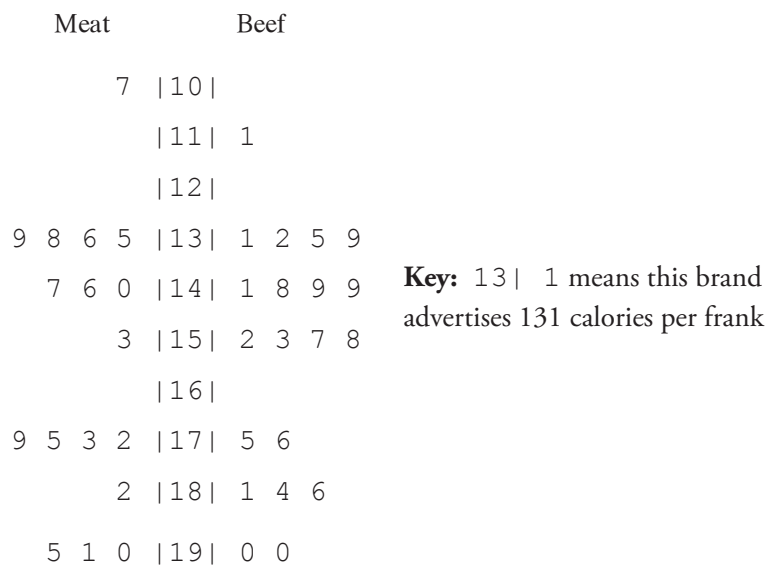 Meat Beef
7 |10|
|11| 1
|12|
9 8 6 5 |13| 1 2 5 9
7 6 0 |14| 1 8 9 9
3 |15| 2 3 7 8
|16|
9 5 3 2 |17| 5 6
2 |18| 1 4 6
5 1 0 |19| 0 0
Key: 13| 1 means this brand
advertises 131 calories per frank